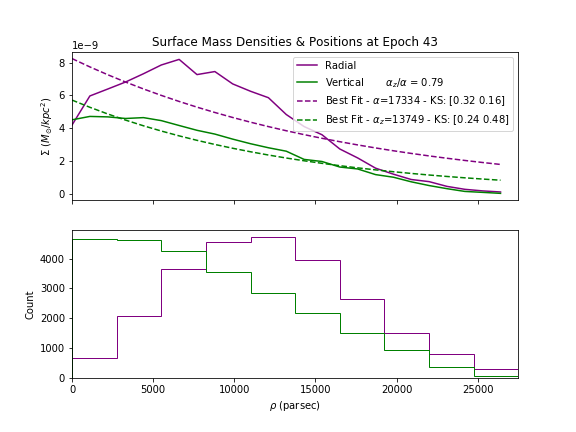 Surface Mass Densities & Positions at Epoch 43
1e−9
Σ (M⊙/kpc²)
8
6
4
2
0
Radial
Vertical α_z/α = 0.79
Best Fit - α=17334 - KS: [0.32 0.16]
Best Fit - α_z=13749 - KS: [0.24 0.48]
Count
4000
3000
2000
1000
0
0 5000 10000 15000 20000 25000
ρ (parsec)